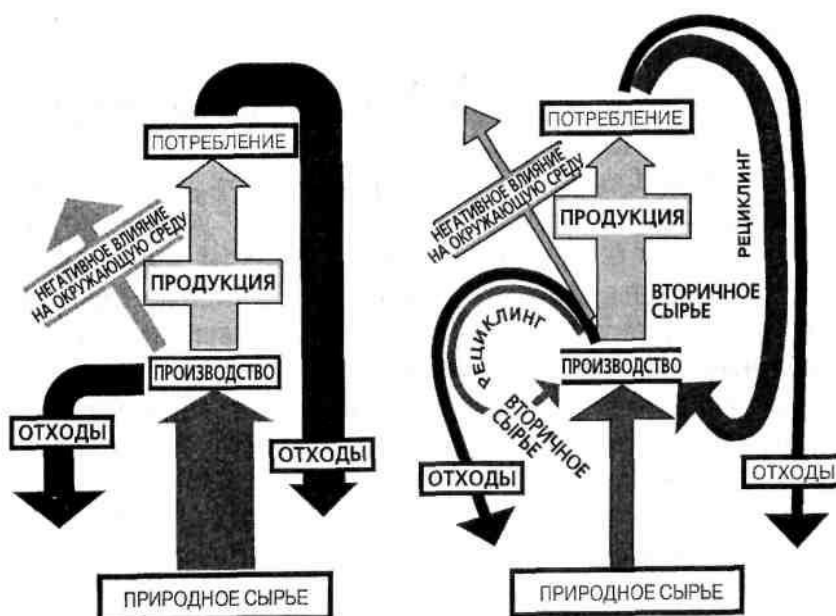 ПОТРЕБЛЕНИЕ
НЕГАТИВНОЕ ВЛИЯНИЕ
НА ОКРУЖАЮЩУЮ СРЕДУ
ПРОДУКЦИЯ
ПРОИЗВОДСТВО
ОТХОДЫ
ОТХОДЫ
ПРИРОДНОЕ СЫРЬЕ
ПОТРЕБЛЕНИЕ
НЕГАТИВНОЕ ВЛИЯНИЕ
НА ОКРУЖАЮЩУЮ СРЕДУ
ПРОДУКЦИЯ
РЕЦИКЛИНГ
ВТОРИЧНОЕ
СЫРЬЕ
РЕЦИКЛИНГ
ПРОИЗВОДСТВО
ВТОРИЧНОЕ
СЫРЬЕ
ОТХОДЫ
ОТХОДЫ
ПРИРОДНОЕ СЫРЬЕ